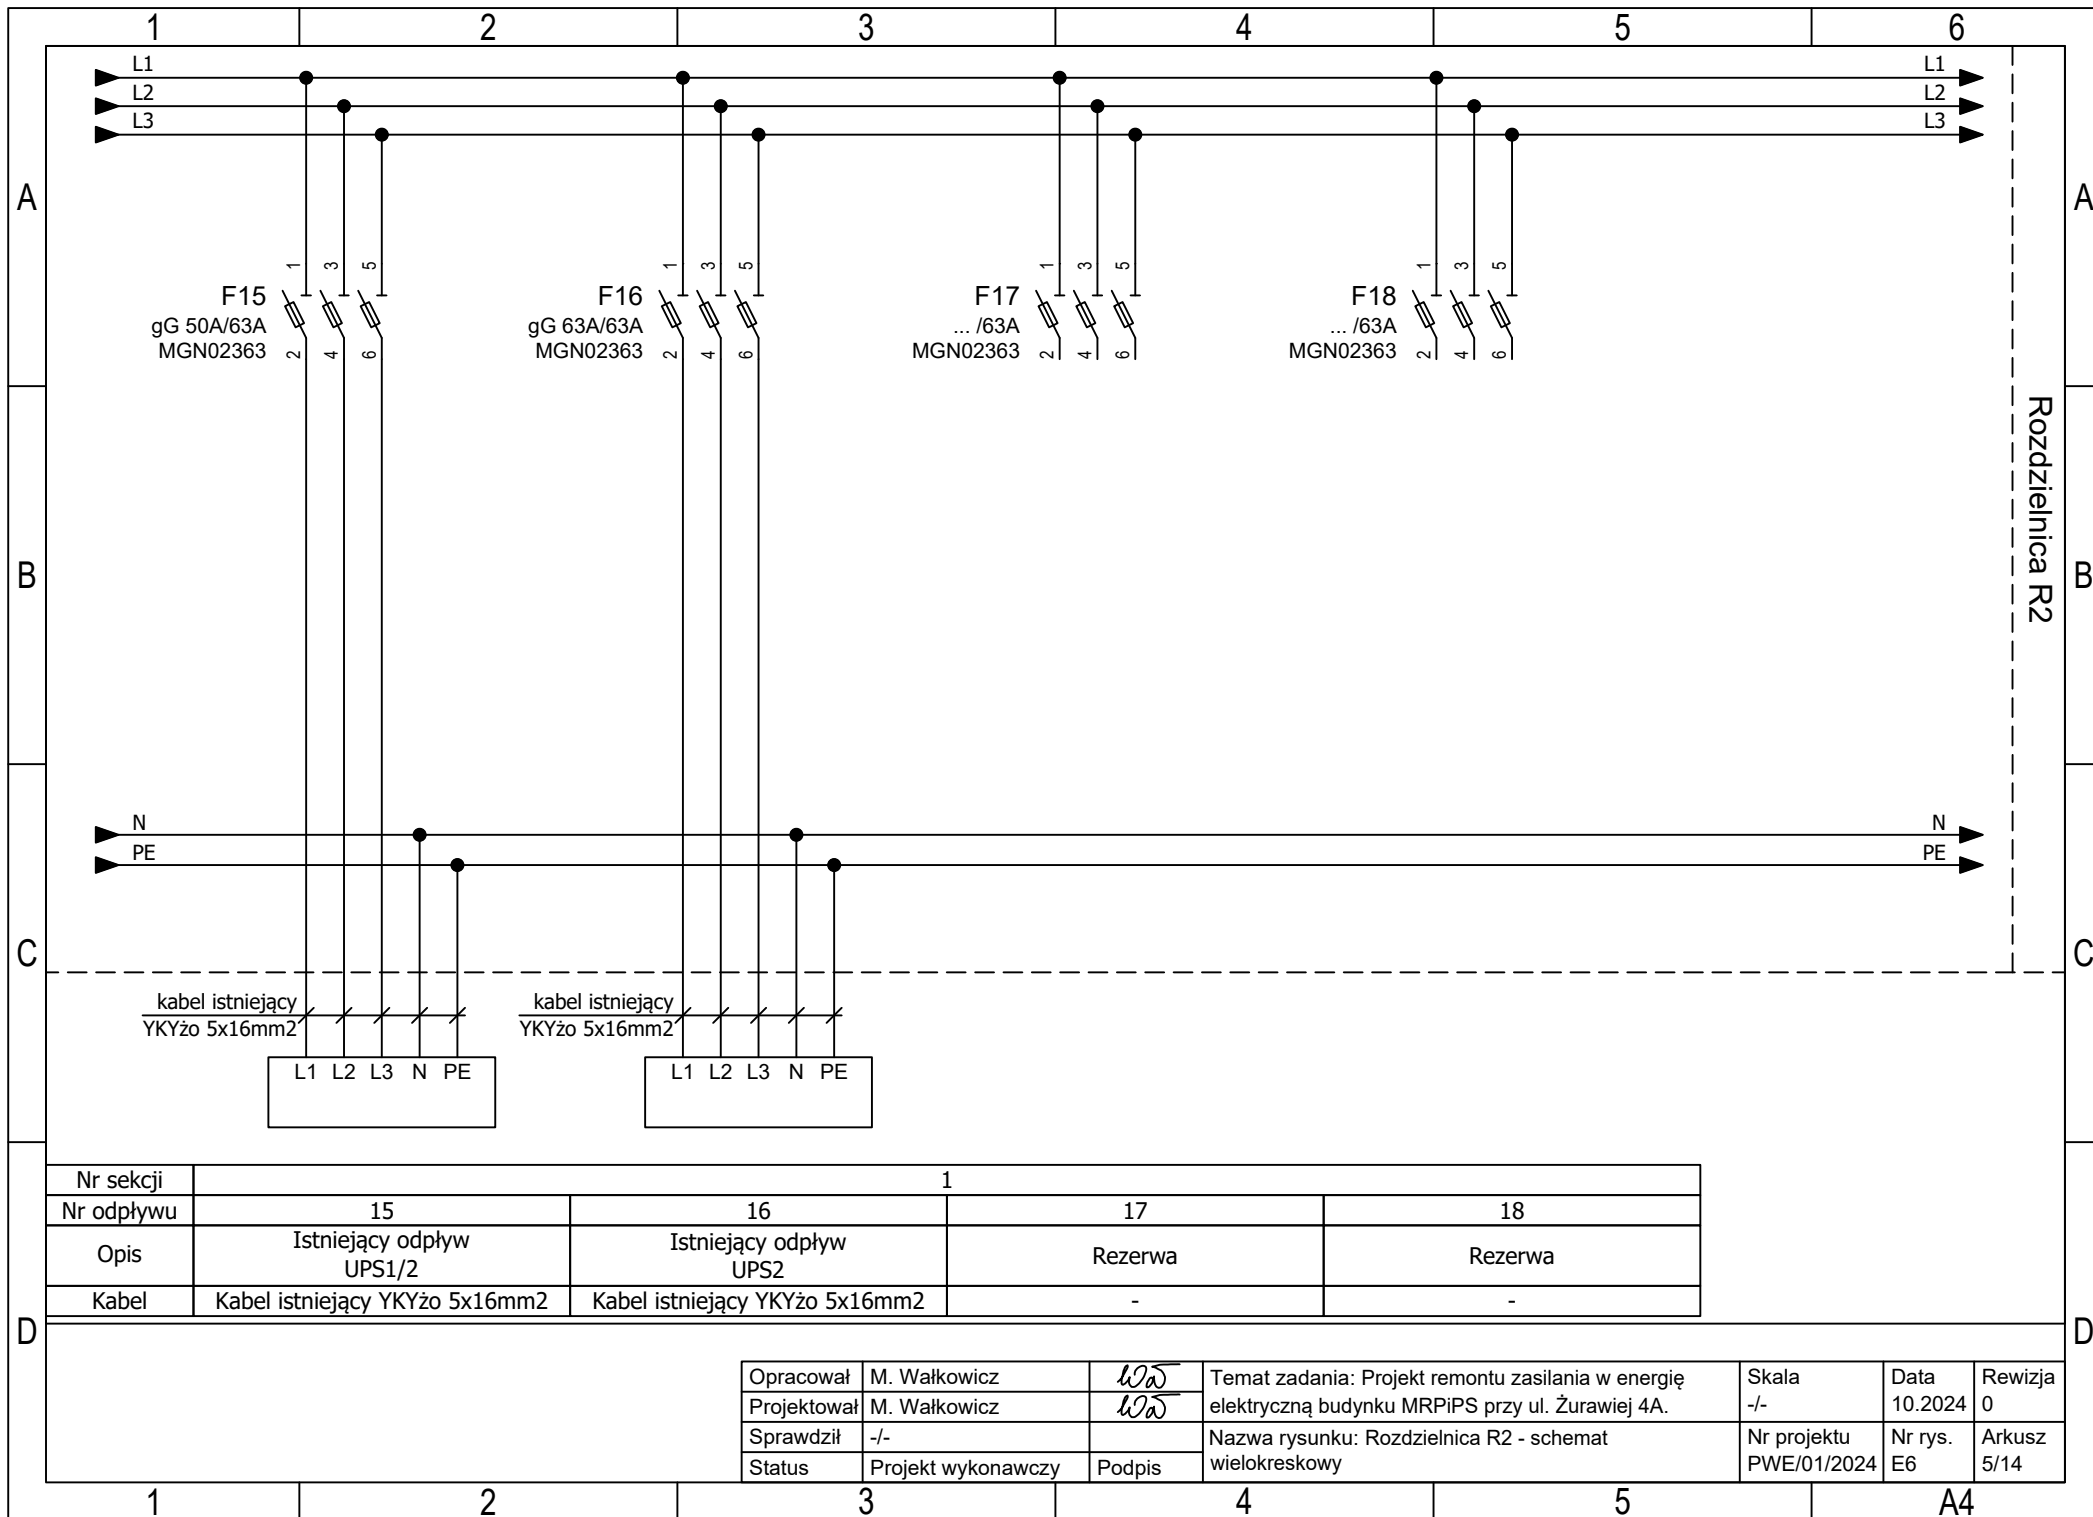 1 2 3 4 5 6
L1 L1
L2 L2
L3 L3
A A
1 3 5 1 3 5 1 3 5 1 3 5
F15 F16 F17 F18
gG 50A/63A gG 63A/63A ... /63A ... /63A
MGN02363 MGN02363 MGN02363 MGN02363
2 4 6 2 4 6 2 4 6 2 4 6
Rozdzielnica R2
B B
N N
PE PE
C C
kabel istniejący kabel istniejący
YKYżo 5x16mm2 YKYżo 5x16mm2
L1 L2 L3 N PE L1 L2 L3 N PE
Nr sekcji 1
Nr odpływu 15 16 17 18
Opis Istniejący odpływ UPS1/2 Istniejący odpływ UPS2 Rezerwa Rezerwa
Kabel Kabel istniejący YKYżo 5x16mm2 Kabel istniejący YKYżo 5x16mm2 - -
D D
Opracował M. Wałkowicz
Projektował M. Wałkowicz
Sprawdził -/-
Status Projekt wykonawczy Podpis
Temat zadania: Projekt remontu zasilania w energię
elektryczną budynku MRPiPS przy ul. Żurawiej 4A.
Nazwa rysunku: Rozdzielnica R2 - schemat
wielokreskowy
Skala Data Rewizja
-/- 10.2024 0
Nr projektu Nr rys. Arkusz
PWE/01/2024 E6 5/14
1 2 3 4 5 A4